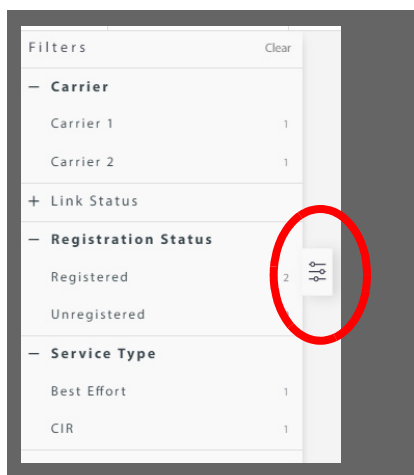 Filters Clear
— Carrier
Carrier 1 1
Carrier 2 1
+ Link Status
— Registration Status
Registered 2
Unregistered
— Service Type
Best Effort 1
CIR 1